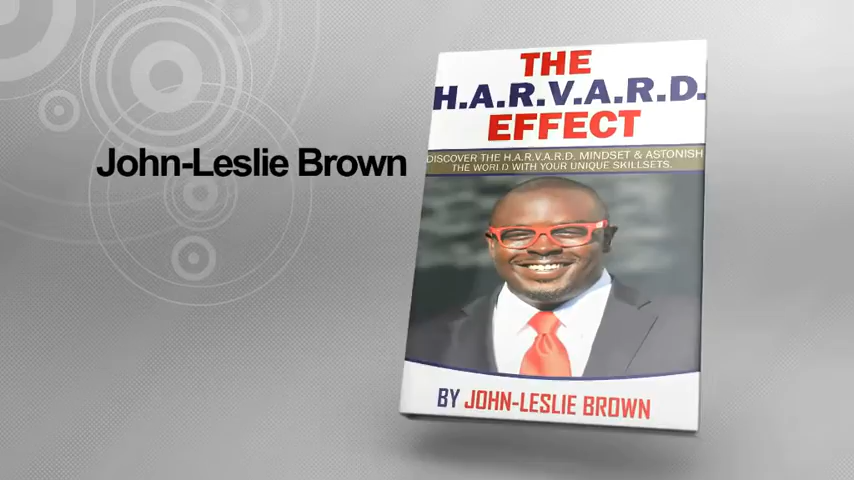 John-Leslie Brown
THE
H.A.R.V.A.R.D.
EFFECT
DISCOVER THE H.A.R.V.A.R.D. MINDSET & ASTONISH
THE WORLD WITH YOUR UNIQUE SKILLSETS.
BY JOHN-LESLIE BROWN